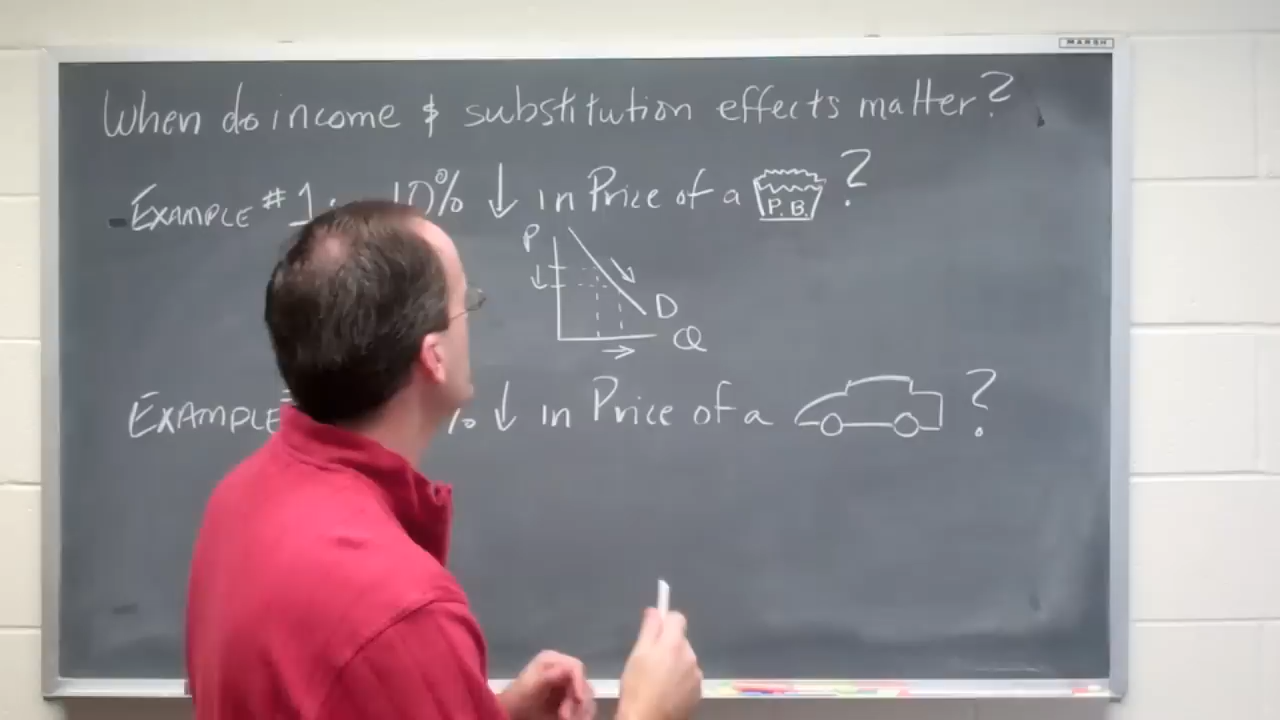 MARSH
When do income & substitution effects matter?
EXAMPLE #1: 10% ↓ in Price of a P.B. ?
P
D
Q
EXAMPLE % ↓ in Price of a ?